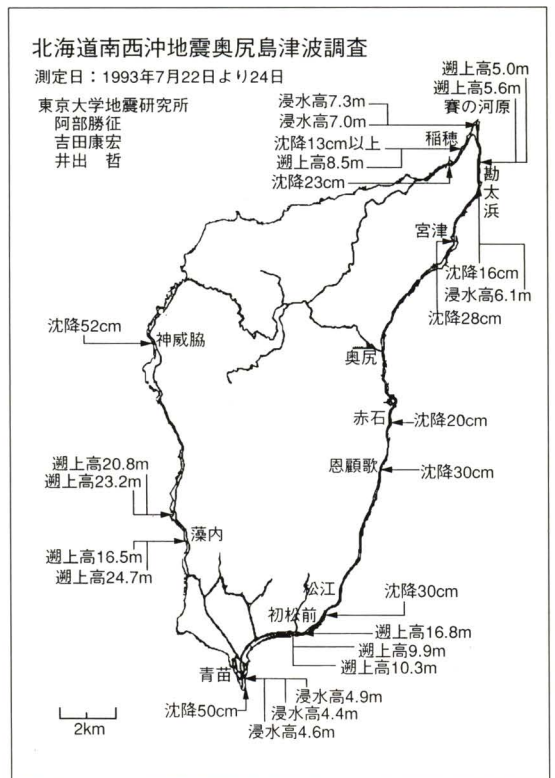 北海道南西沖地震奥尻島津波調査
測定日：1993年7月22日より24日
東京大学地震研究所
阿部勝征
吉田康宏
井出　哲
遡上高5.0m
遡上高5.6m
賽の河原
浸水高7.3m
浸水高7.0m
稲穂
沈降13cm以上
遡上高8.5m
沈降23cm
勘太浜
宮津
沈降16cm
浸水高6.1m
沈降28cm
沈降52cm
神威脇
奥尻
赤石
沈降20cm
恩顧歌
沈降30cm
遡上高20.8m
遡上高23.2m
藻内
遡上高16.5m
遡上高24.7m
松江
沈降30cm
初松前
遡上高16.8m
遡上高9.9m
遡上高10.3m
青苗
浸水高4.9m
沈降50cm
浸水高4.4m
浸水高4.6m
2km